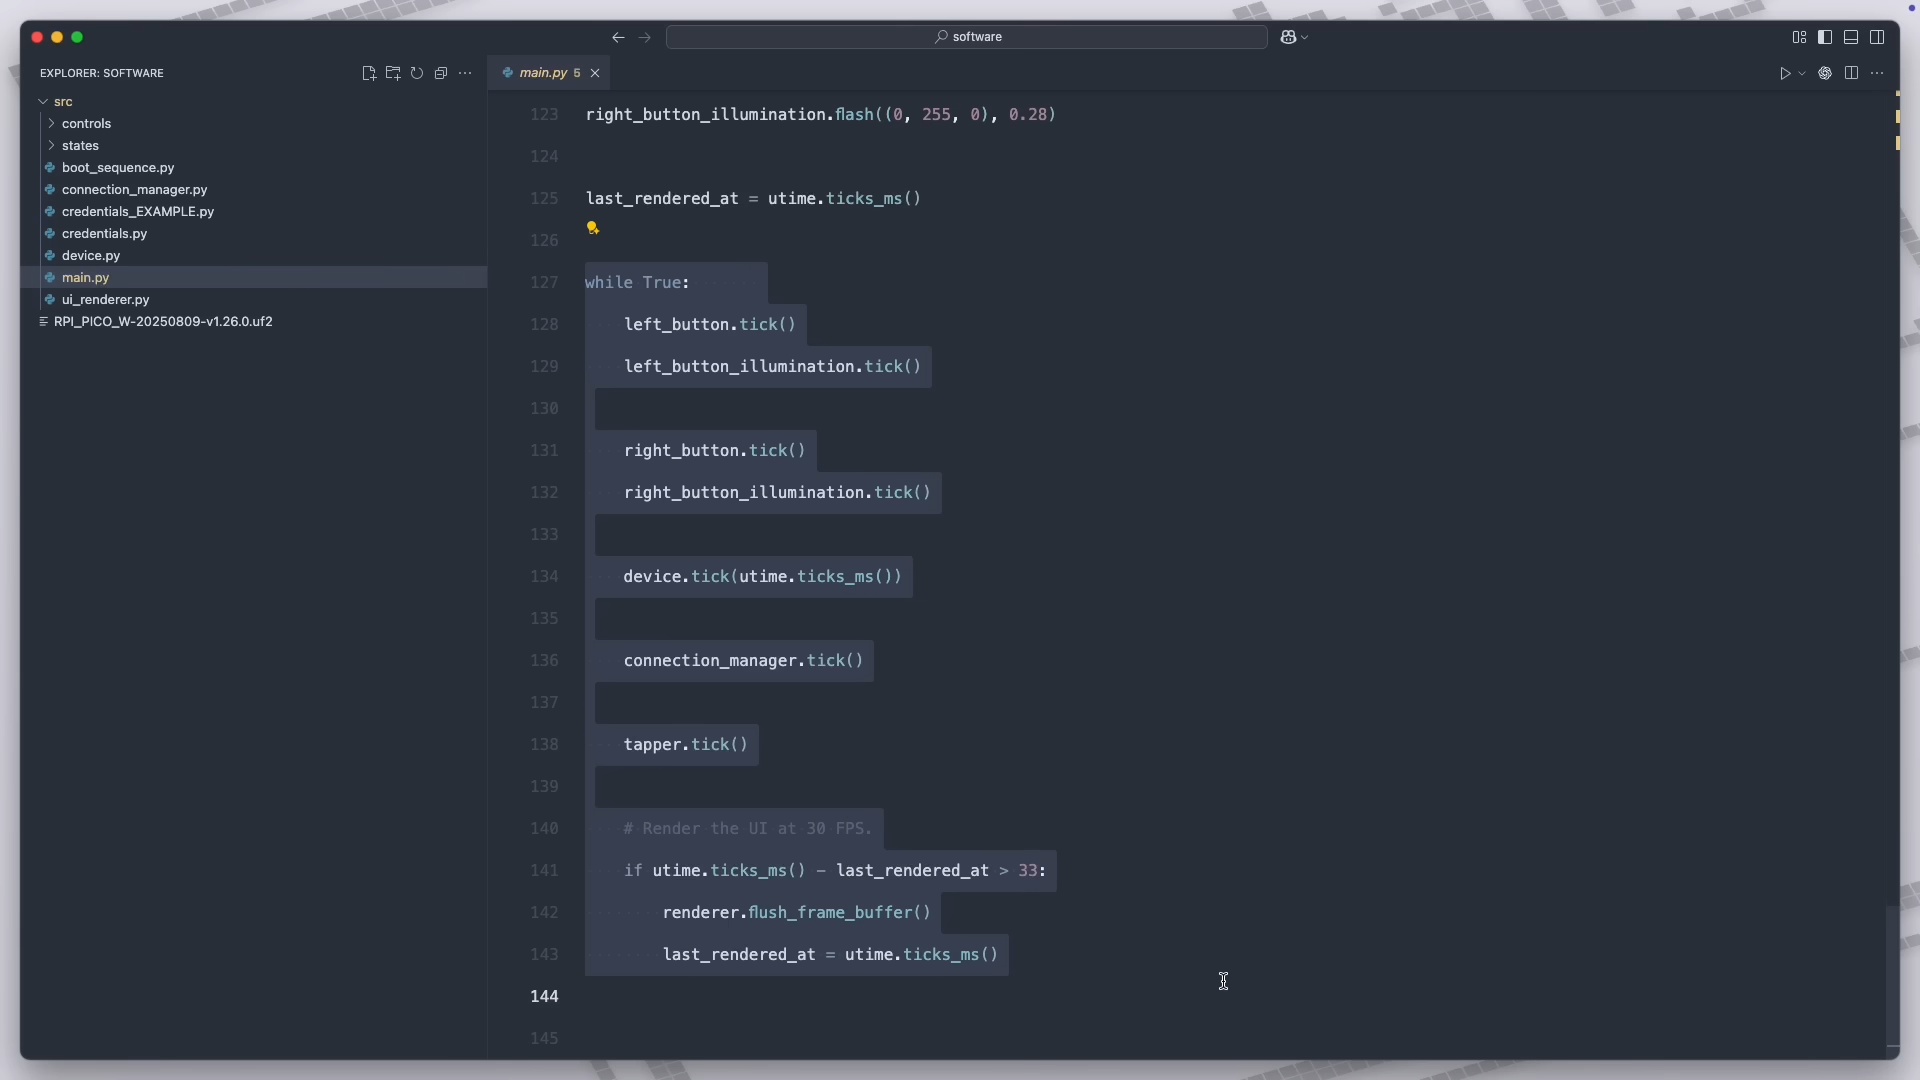 software
EXPLORER: SOFTWARE
main.py 5
src
controls
states
boot_sequence.py
connection_manager.py
credentials_EXAMPLE.py
credentials.py
device.py
main.py
ui_renderer.py
RPI_PICO_W-20250809-v1.26.0.uf2
123 right_button_illumination.flash((0, 255, 0), 0.28)
124
125 last_rendered_at = utime.ticks_ms()
126
127 while True:
128     left_button.tick()
129     left_button_illumination.tick()
130
131     right_button.tick()
132     right_button_illumination.tick()
133
134     device.tick(utime.ticks_ms())
135
136     connection_manager.tick()
137
138     tapper.tick()
139
140     # Render the UI at 30 FPS.
141     if utime.ticks_ms() - last_rendered_at > 33:
142         renderer.flush_frame_buffer()
143         last_rendered_at = utime.ticks_ms()
144
145